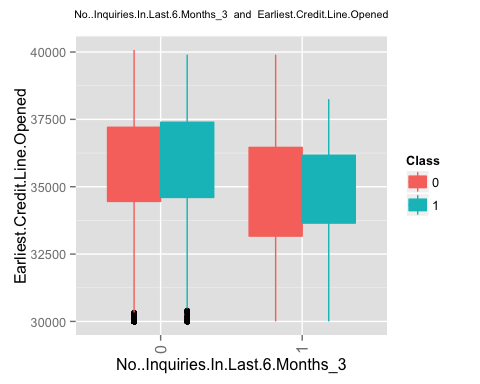 No..Inquiries.In.Last.6.Months_3 and Earliest.Credit.Line.Opened
40000
37500
35000
32500
30000
Earliest.Credit.Line.Opened
0
1
No..Inquiries.In.Last.6.Months_3
Class
0
1